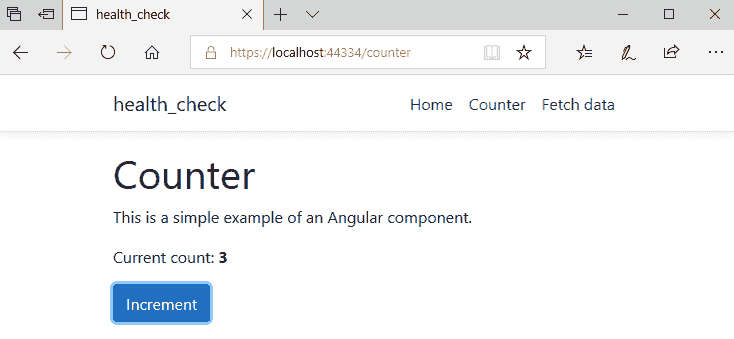 health_check
https://localhost:44334/counter
health_check Home Counter Fetch data
Counter
This is a simple example of an Angular component.
Current count: 3
Increment